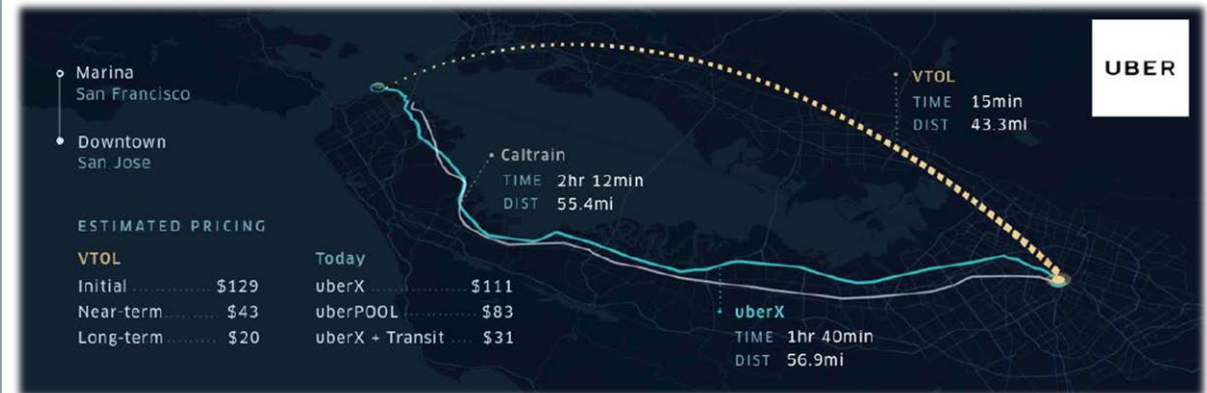 Marina
San Francisco
Downtown
San Jose
ESTIMATED PRICING
VTOL
Initial ............ $129
Near-term ......... $43
Long-term .......... $20
Today
uberX ................. $111
uberPOOL ............. $83
uberX + Transit .... $31
Caltrain
TIME 2hr 12min
DIST 55.4mi
uberX
TIME 1hr 40min
DIST 56.9mi
VTOL
TIME 15min
DIST 43.3mi
UBER